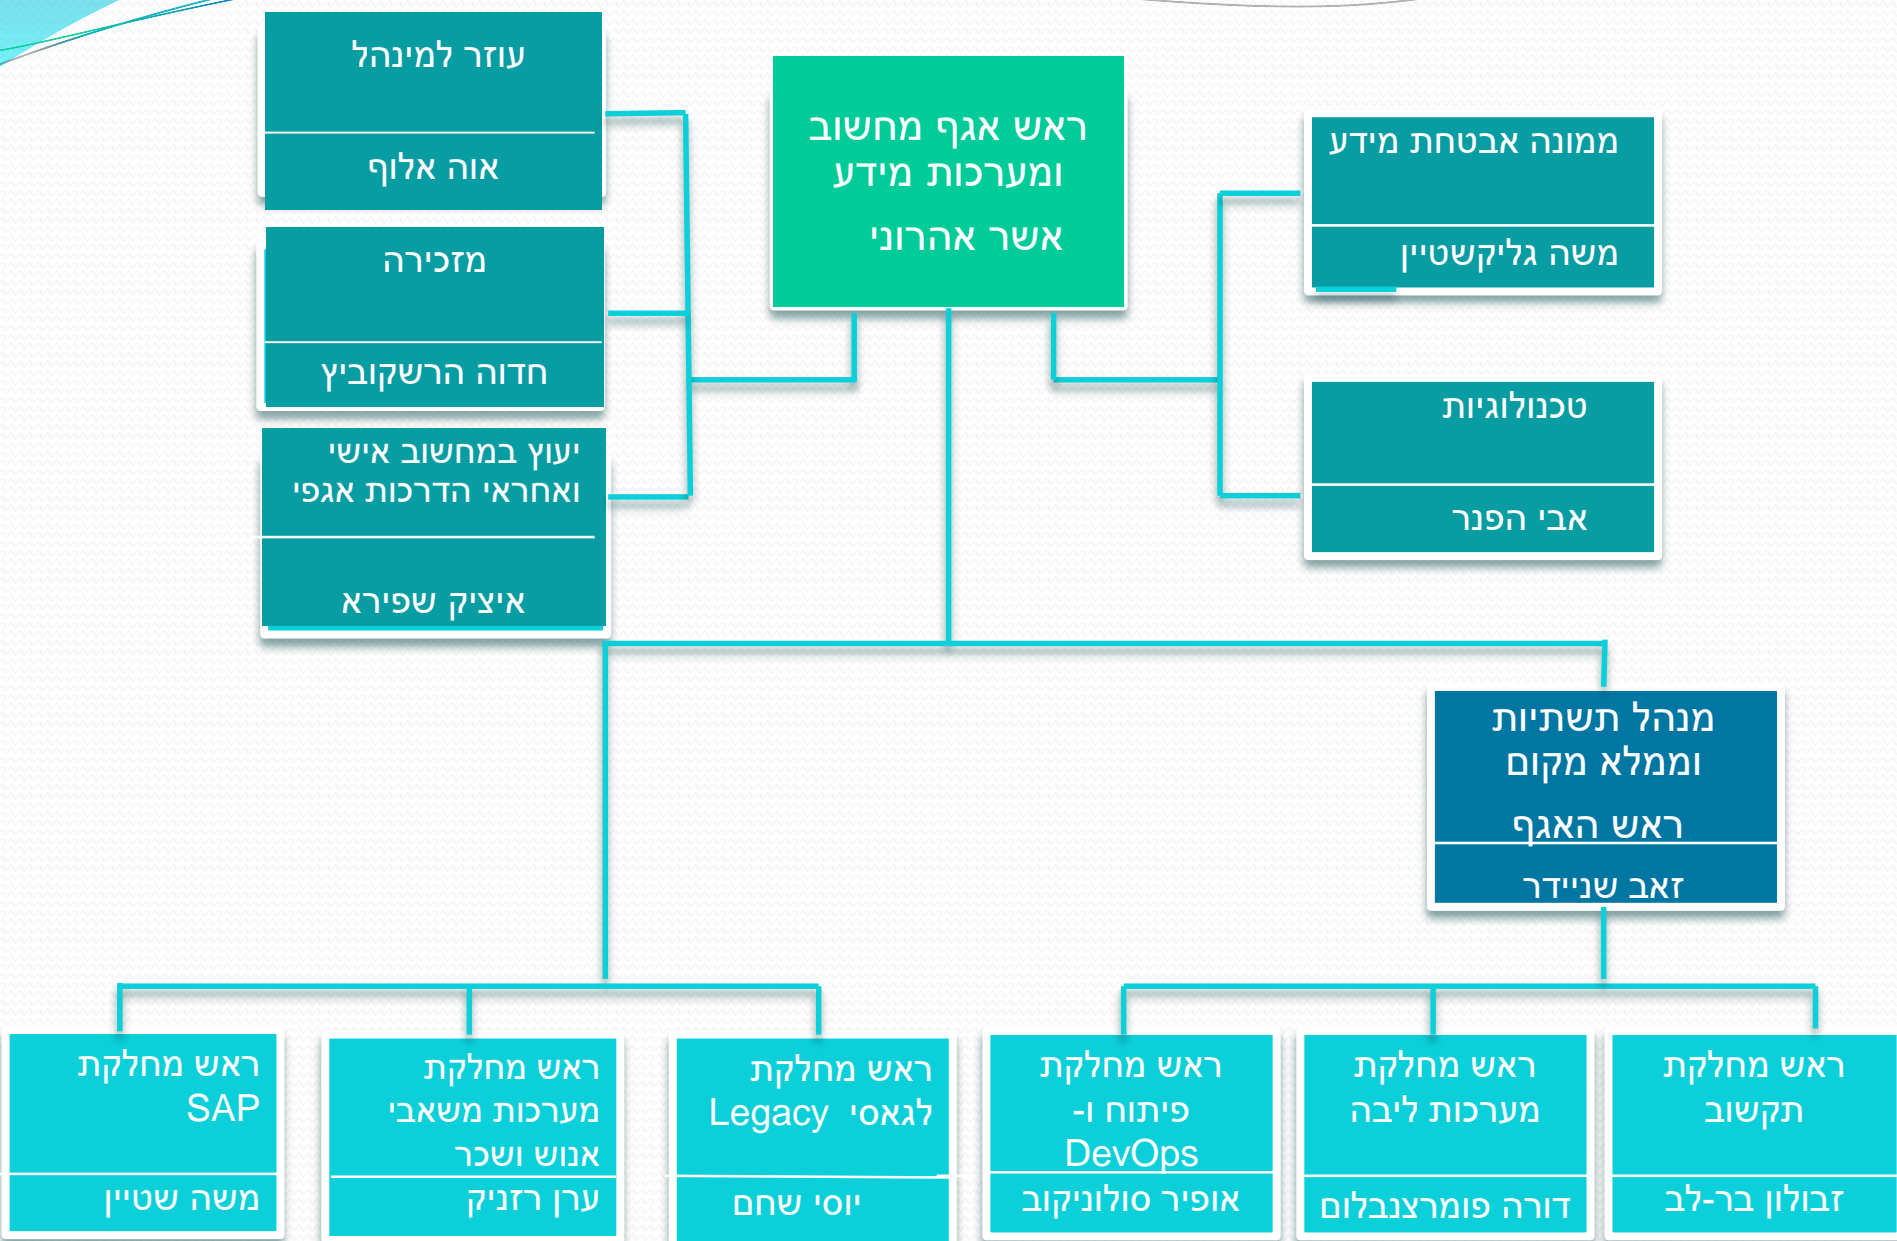 ראש אגף מחשוב
ומערכות מידע
אשר אהרוני
ממונה אבטחת מידע
משה גליקשטיין
טכנולוגיות
אבי הפנר
עוזר למינהל
אוה אלוף
מזכירה
חדוה הרשקוביץ
יעוץ במחשוב אישי
ואחראי הדרכות אגפי
איציק שפירא
מנהל תשתיות
וממלא מקום
ראש האגף
זאב שניידר
ראש מחלקת
תקשוב
זבולון בר-לב
ראש מחלקת
מערכות ליבה
דורה פומרצנבלום
ראש מחלקת
פיתוח ו-
DevOps
אופיר סולוניקוב
ראש מחלקת
לגאסי Legacy
יוסי שחם
ראש מחלקת
מערכות משאבי
אנוש ושכר
ערן רזניק
ראש מחלקת
SAP
משה שטיין